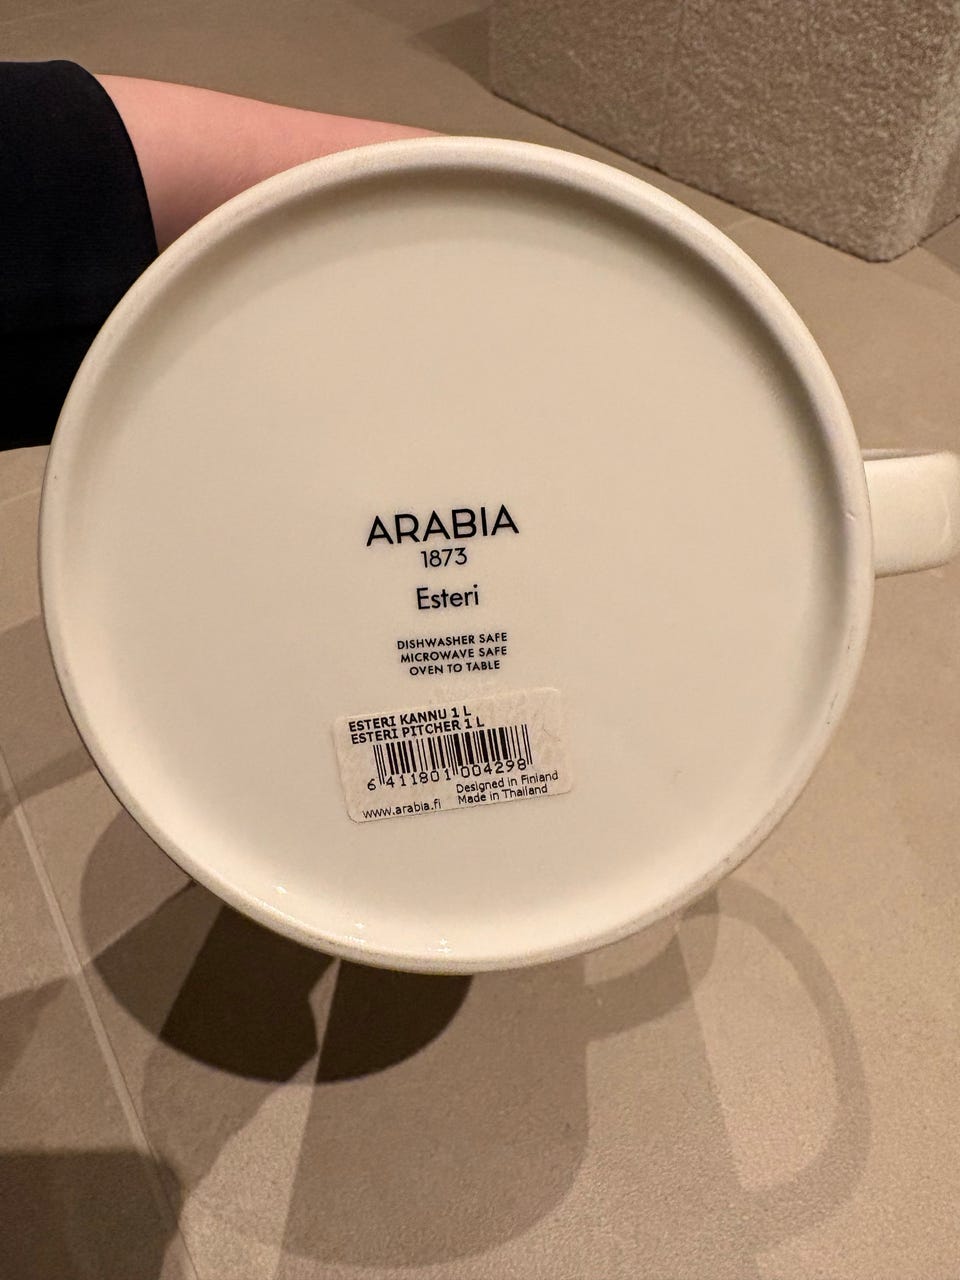 ARABIA
1873
Esteri
DISHWASHER SAFE
MICROWAVE SAFE
OVEN TO TABLE
ESTERI KANNU 1 L
ESTERI PITCHER 1 L
6 411801 004298
Designed in Finland
www.arabia.fi Made in Thailand